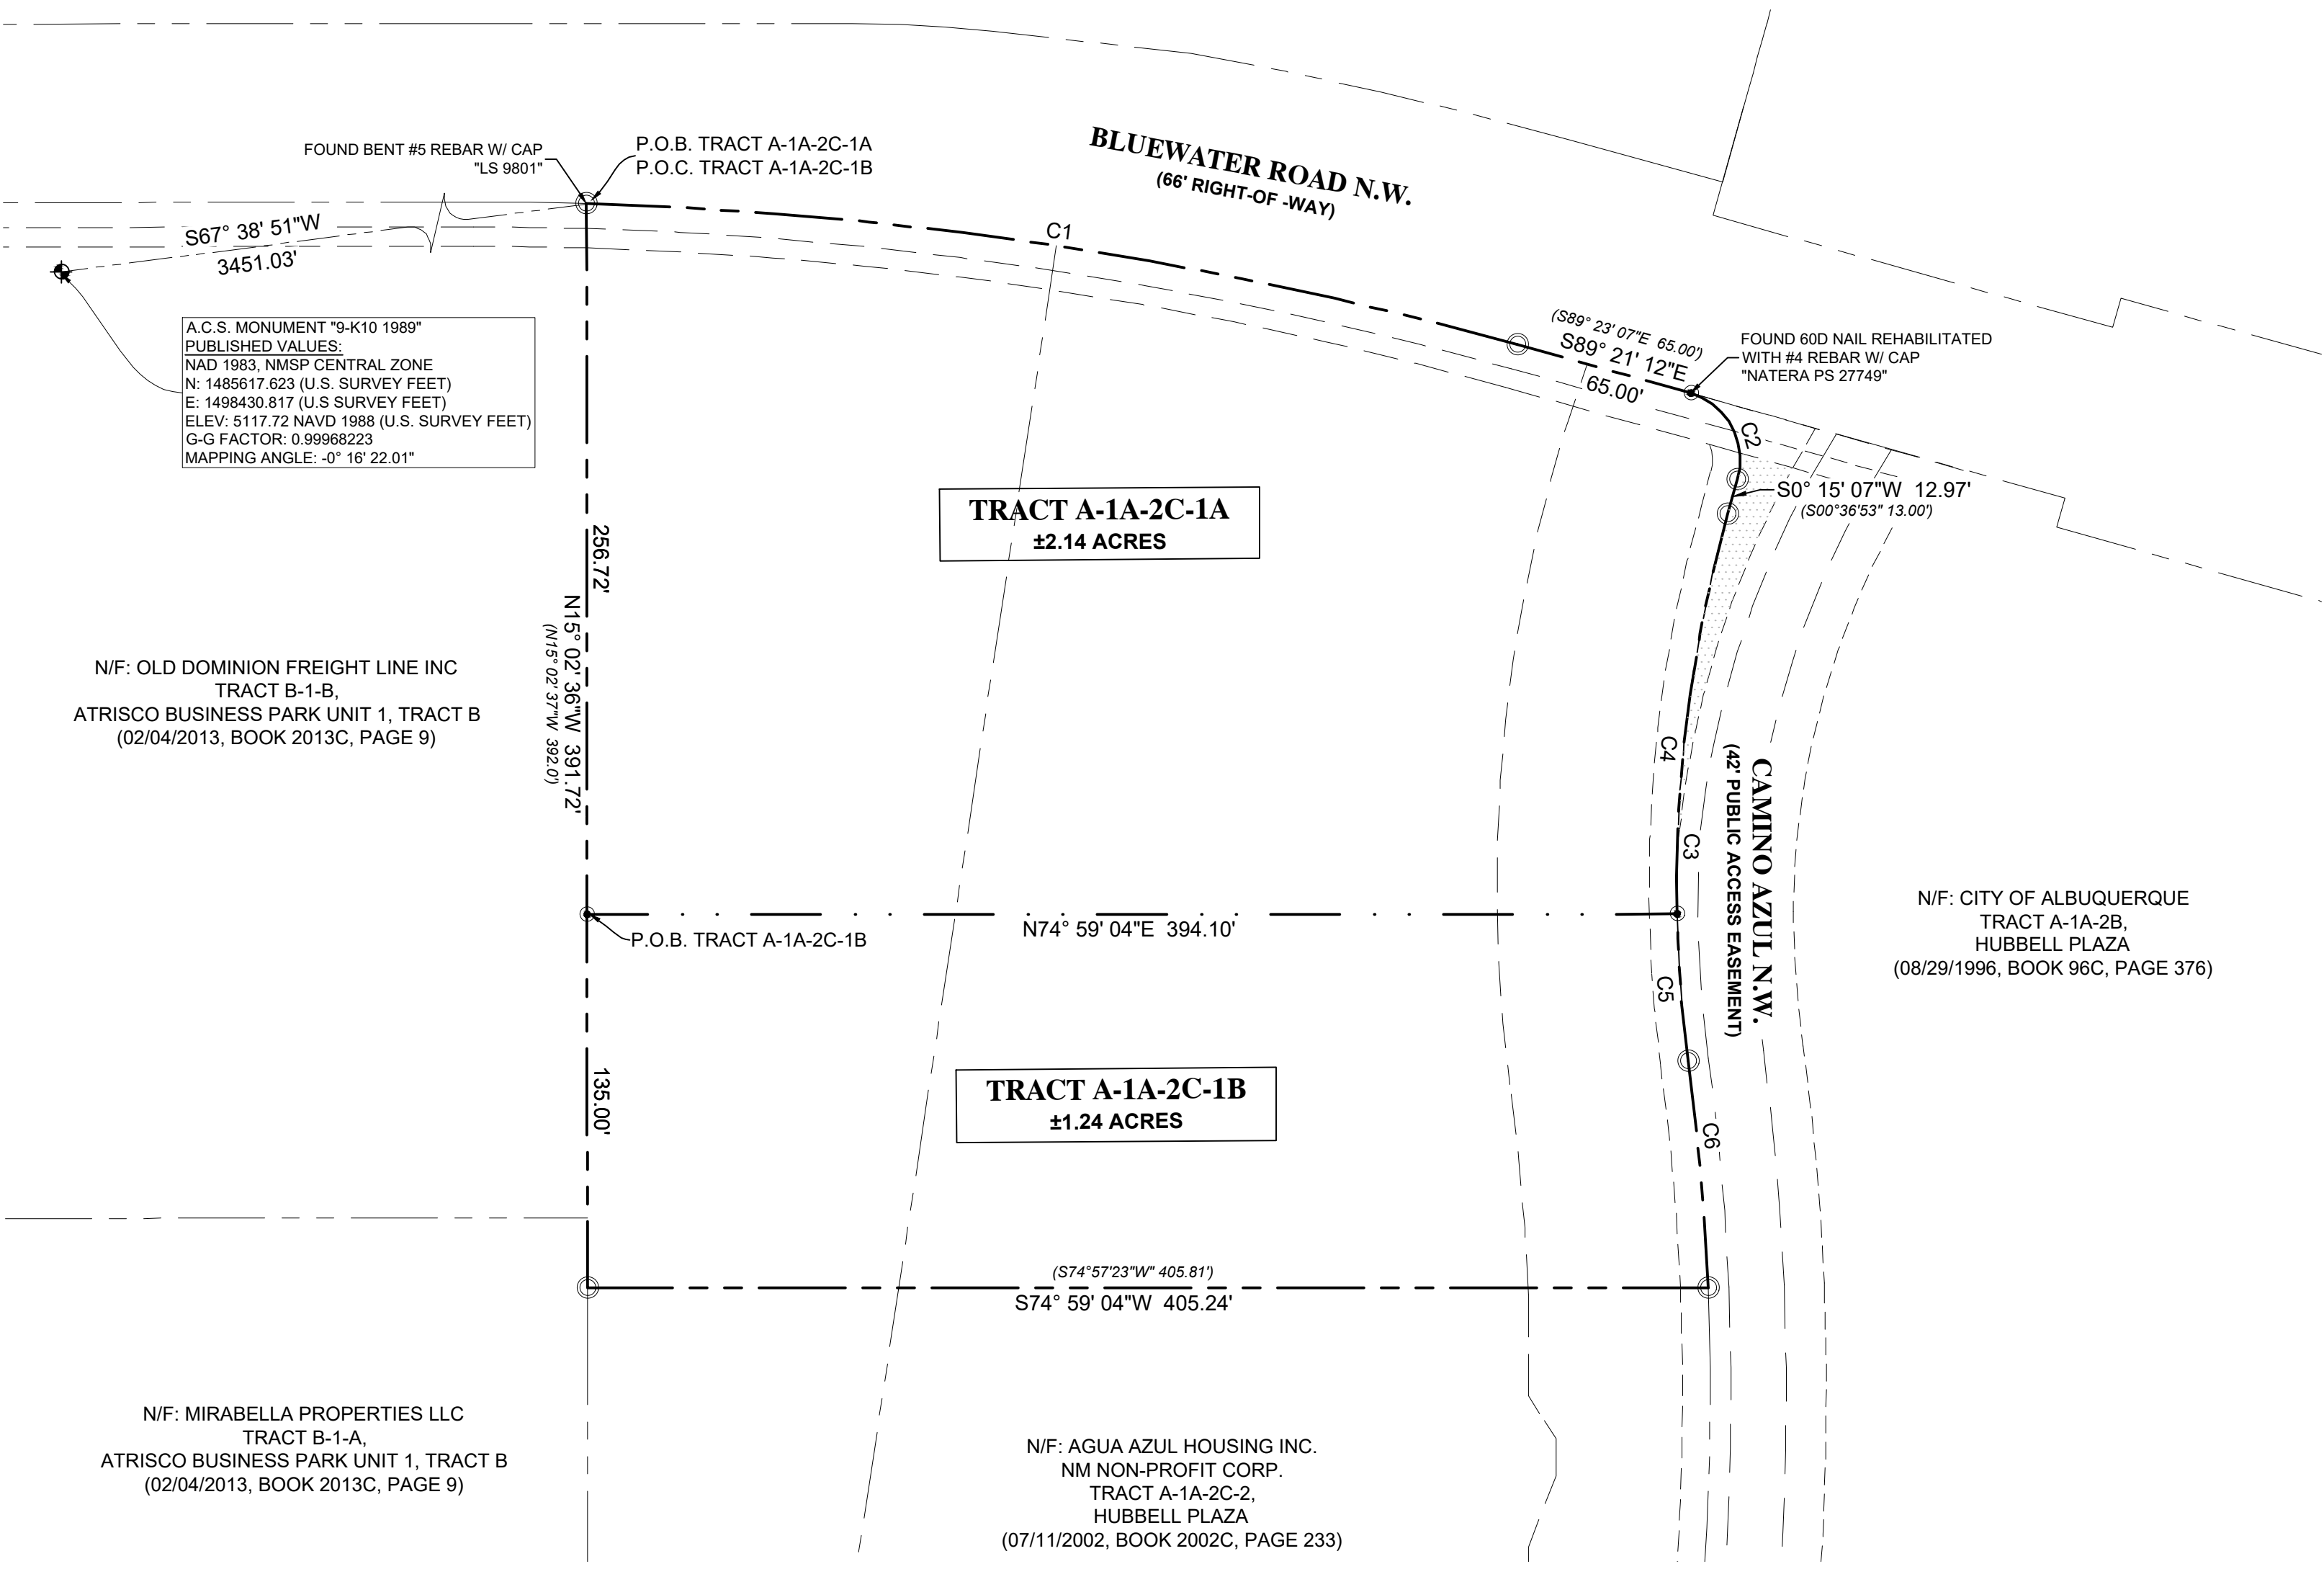 BLUEWATER ROAD N.W.
(66' RIGHT-OF -WAY)
FOUND BENT #5 REBAR W/ CAP
"LS 9801"
P.O.B. TRACT A-1A-2C-1A
P.O.C. TRACT A-1A-2C-1B
C1
S67° 38' 51"W
3451.03'
A.C.S. MONUMENT "9-K10 1989"
PUBLISHED VALUES:
NAD 1983, NMSP CENTRAL ZONE
N: 1485617.623 (U.S. SURVEY FEET)
E: 1498430.817 (U.S SURVEY FEET)
ELEV: 5117.72 NAVD 1988 (U.S. SURVEY FEET)
G-G FACTOR: 0.99968223
MAPPING ANGLE: -0° 16' 22.01"
(S89° 23' 07"E 65.00')
S89° 21' 12"E
65.00'
FOUND 60D NAIL REHABILITATED
WITH #4 REBAR W/ CAP
"NATERA PS 27749"
C2
S0° 15' 07"W 12.97'
(S00°36'53" 13.00')
TRACT A-1A-2C-1A
±2.14 ACRES
256.72'
N15° 02' 36"W 391.72'
(N15° 02' 37"W 392.0')
N/F: OLD DOMINION FREIGHT LINE INC
TRACT B-1-B,
ATRISCO BUSINESS PARK UNIT 1, TRACT B
(02/04/2013, BOOK 2013C, PAGE 9)
C4
C3
CAMINO AZUL N.W.
(42' PUBLIC ACCESS EASEMENT)
N/F: CITY OF ALBUQUERQUE
TRACT A-1A-2B,
HUBBELL PLAZA
(08/29/1996, BOOK 96C, PAGE 376)
N74° 59' 04"E 394.10'
P.O.B. TRACT A-1A-2C-1B
C5
135.00'
TRACT A-1A-2C-1B
±1.24 ACRES
C6
(S74°57'23"W" 405.81')
S74° 59' 04"W 405.24'
N/F: MIRABELLA PROPERTIES LLC
TRACT B-1-A,
ATRISCO BUSINESS PARK UNIT 1, TRACT B
(02/04/2013, BOOK 2013C, PAGE 9)
N/F: AGUA AZUL HOUSING INC.
NM NON-PROFIT CORP.
TRACT A-1A-2C-2,
HUBBELL PLAZA
(07/11/2002, BOOK 2002C, PAGE 233)